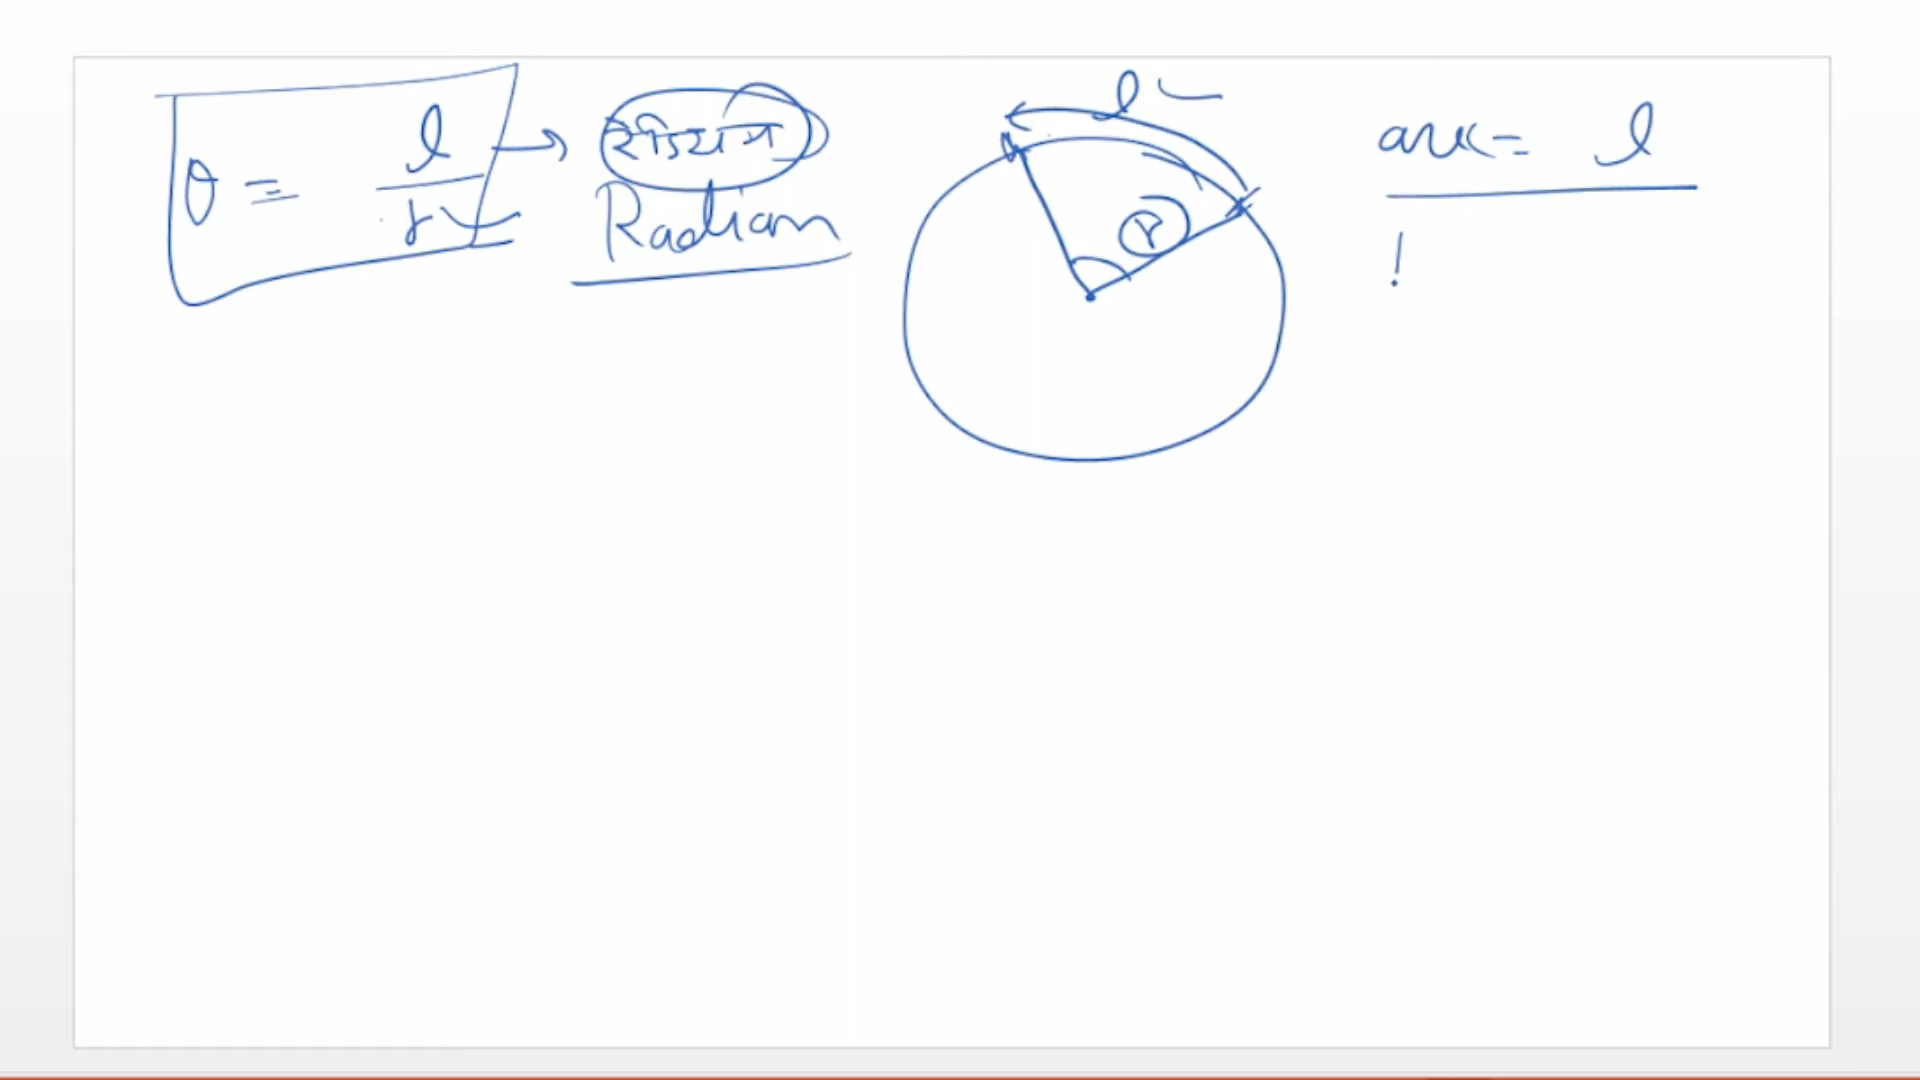 θ = l/r → रेडियन
Radian
l
r
arc = l
!